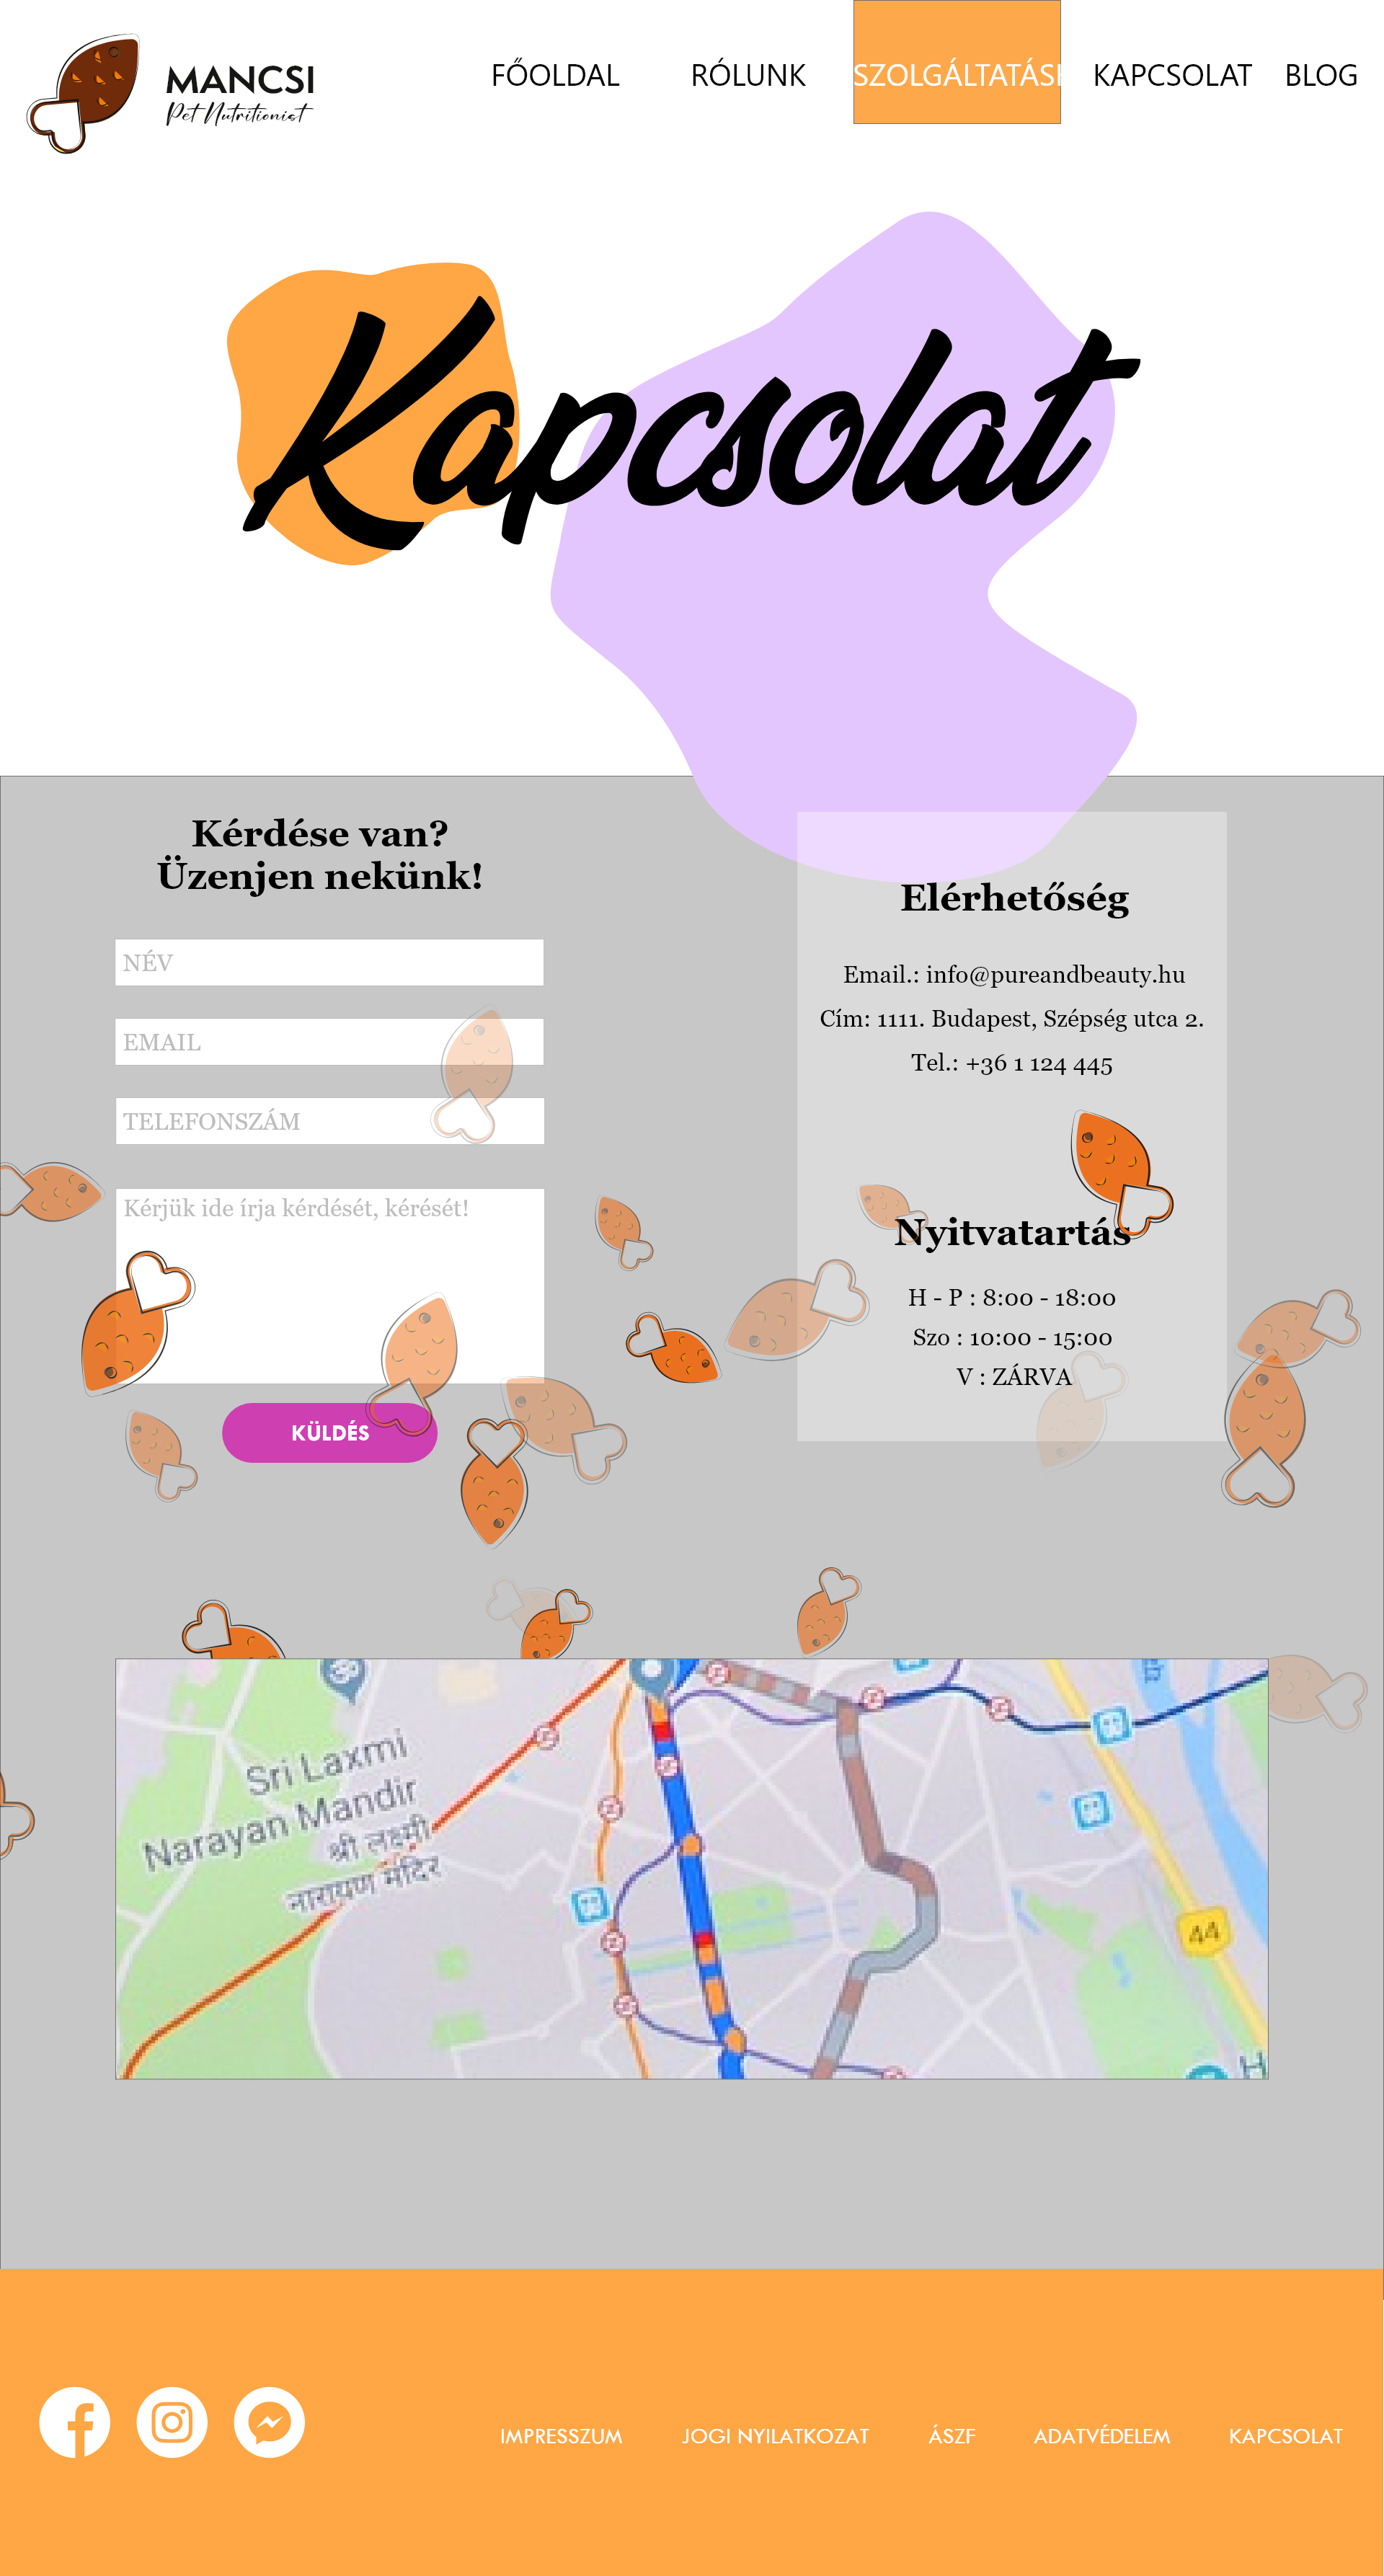 MANCSI
Pet Nutritionist
FŐOLDAL
RÓLUNK
SZOLGÁLTATÁS
KAPCSOLAT
BLOG
Kapcsolat
Kérdése van?
Üzenjen nekünk!
NÉV
EMAIL
TELEFONSZÁM
Kérjük ide írja kérdését, kérését!
KÜLDÉS
Elérhetőség
Email.: info@pureandbeauty.hu
Cím: 1111. Budapest, Szépség utca 2.
Tel.: +36 1 124 445
Nyitvatartás
H - P : 8:00 - 18:00
Szo : 10:00 - 15:00
V : ZÁRVA
Sri Laxmi
Narayan Mandir
श्री लक्ष्मी
नारायण मंदिर
44
H
IMPRESSZUM
JOGI NYILATKOZAT
ÁSZF
ADATVÉDELEM
KAPCSOLAT